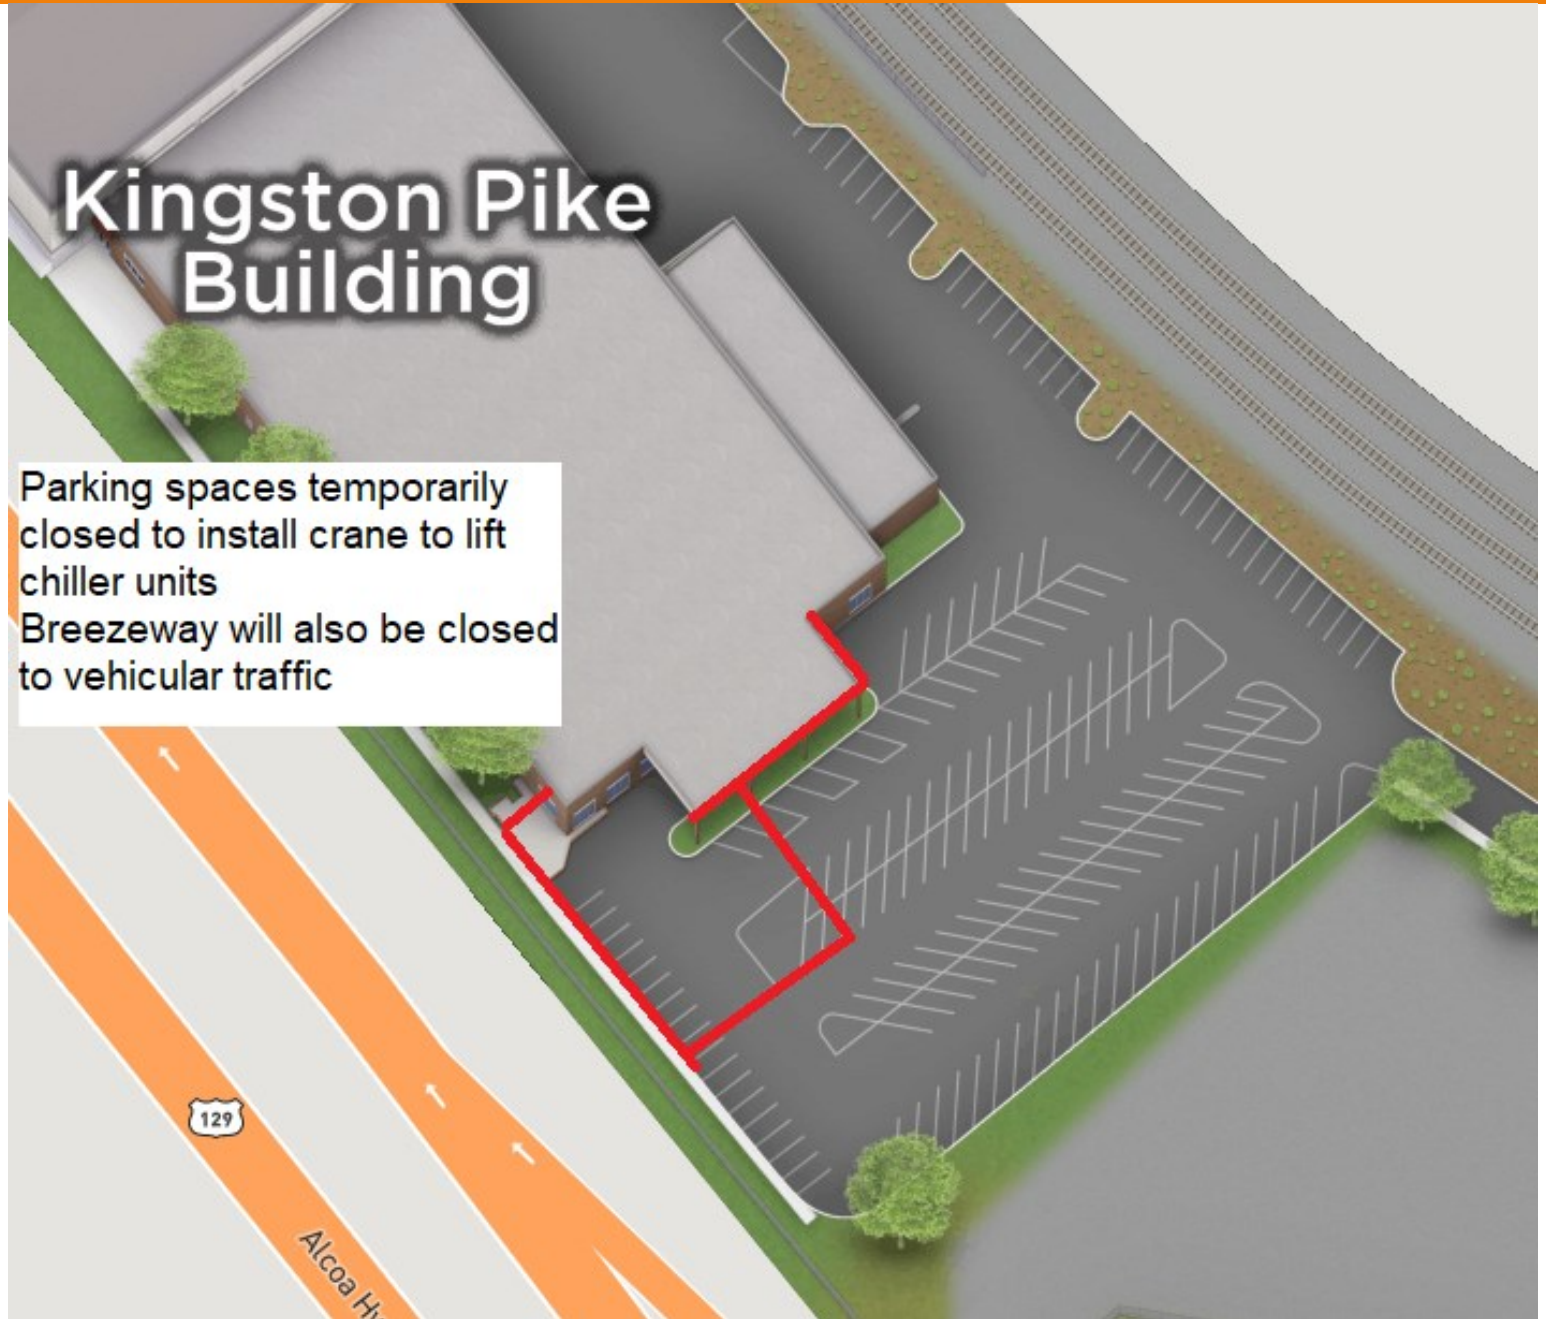 Kingston Pike
Building
Parking spaces temporarily
closed to install crane to lift
chiller units
Breezeway will also be closed
to vehicular traffic
129
Alcoa